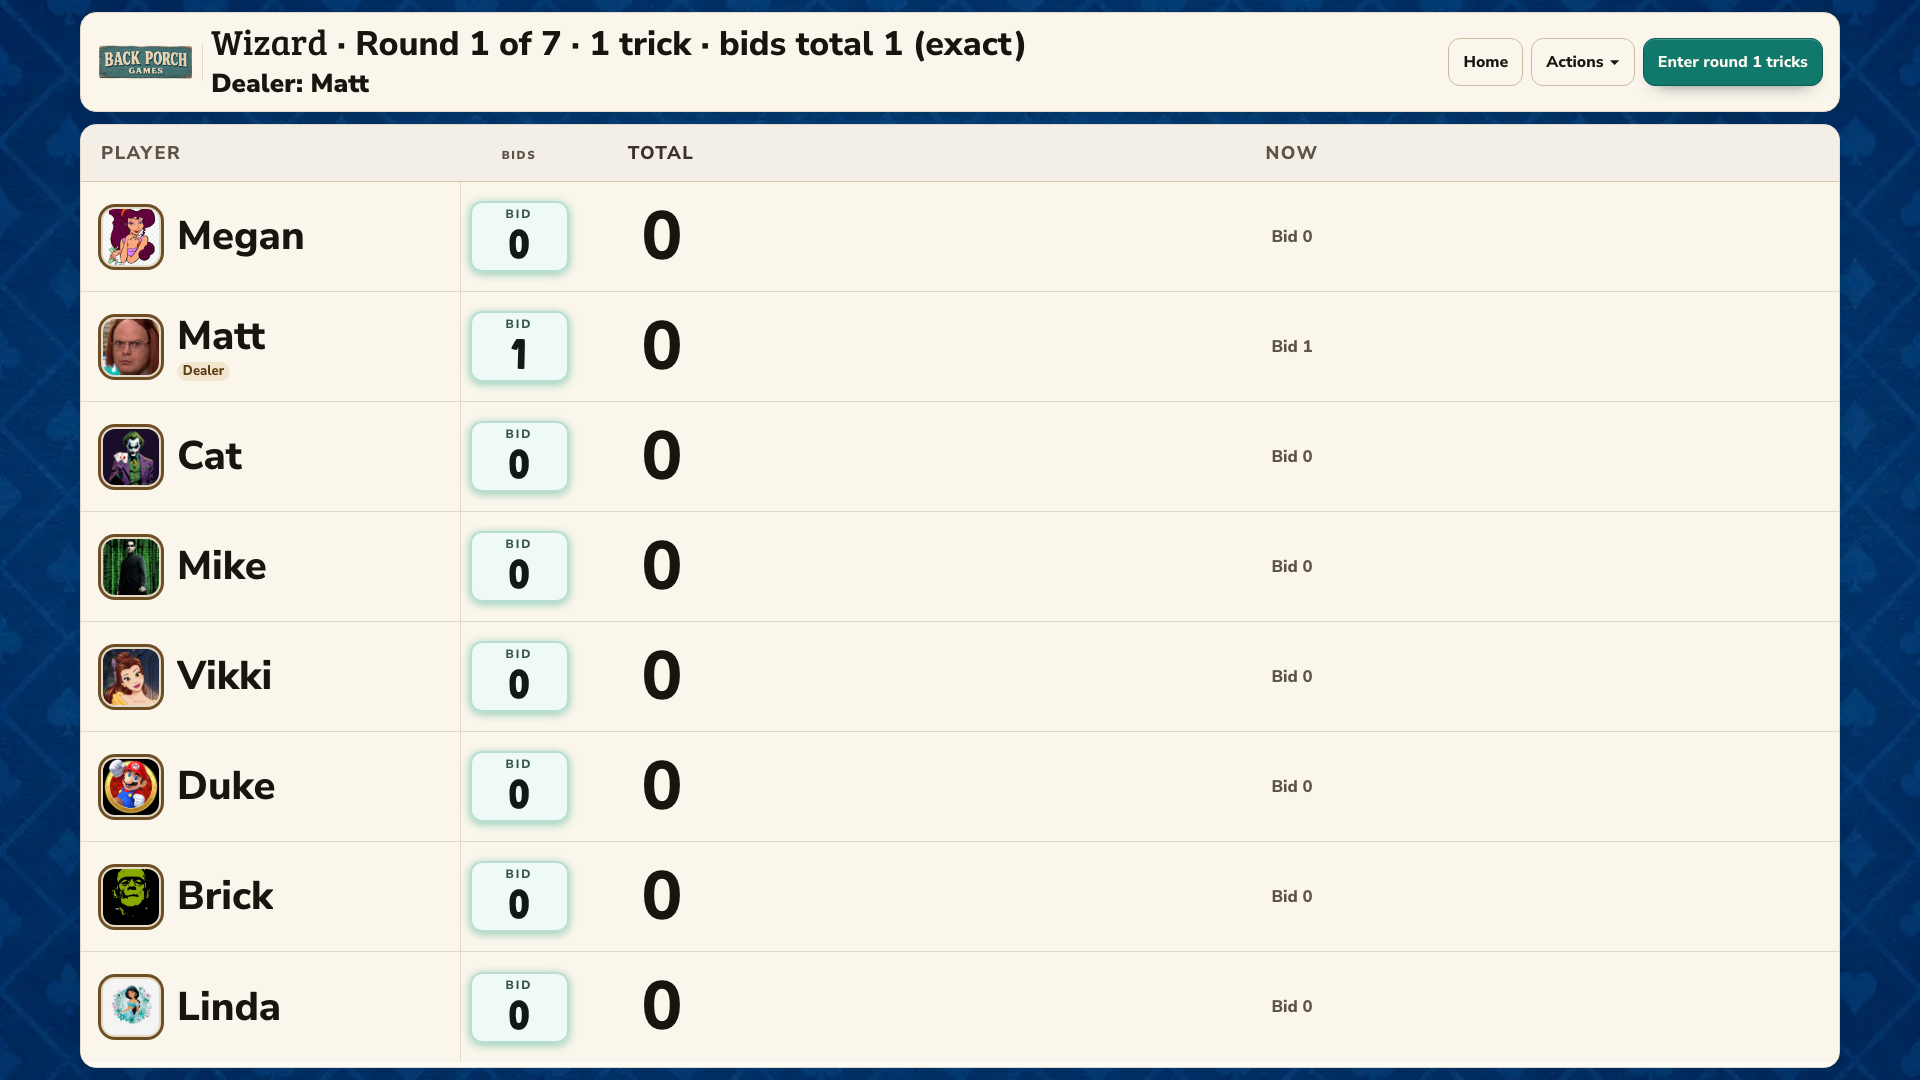 BACK PORCH
GAMES
Wizard · Round 1 of 7 · 1 trick · bids total 1 (exact)
Dealer: Matt
Home
Actions
Enter round 1 tricks
PLAYER BIDS TOTAL NOW
Megan BID 0 0 Bid 0
Matt Dealer BID 1 0 Bid 1
Cat BID 0 0 Bid 0
Mike BID 0 0 Bid 0
Vikki BID 0 0 Bid 0
Duke BID 0 0 Bid 0
Brick BID 0 0 Bid 0
Linda BID 0 0 Bid 0